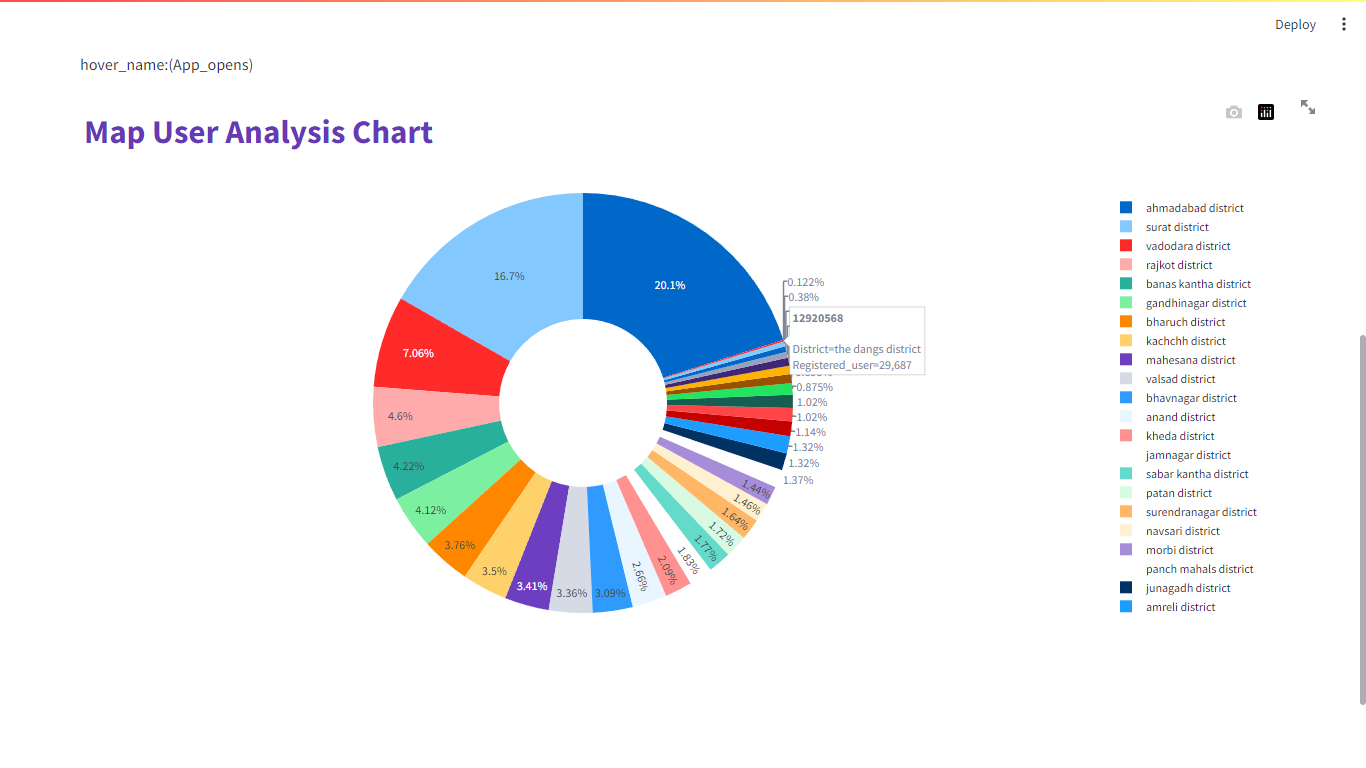 Deploy
hover_name:(App_opens)
Map User Analysis Chart
20.1%
16.7%
7.06%
4.6%
4.22%
4.12%
3.76%
3.5%
3.41%
3.36%
3.09%
2.66%
2.09%
1.83%
1.77%
1.72%
1.64%
1.46%
1.44%
1.37%
1.32%
1.32%
1.14%
1.02%
1.02%
0.875%
0.38%
0.122%
12920568
District=the dangs district
Registered_user=29,687
ahmadabad district
surat district
vadodara district
rajkot district
banas kantha district
gandhinagar district
bharuch district
kachchh district
mahesana district
valsad district
bhavnagar district
anand district
kheda district
jamnagar district
sabar kantha district
patan district
surendranagar district
navsari district
morbi district
panch mahals district
junagadh district
amreli district